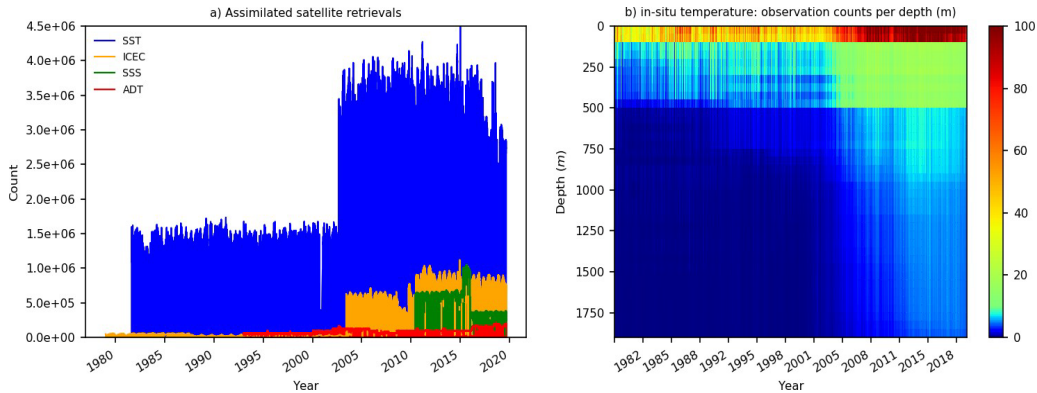 a) Assimilated satellite retrievals
4.5e+06
4.0e+06
3.5e+06
3.0e+06
2.5e+06
2.0e+06
1.5e+06
1.0e+06
5.0e+05
0.0e+00
Count
SST
ICEC
SSS
ADT
1980
1985
1990
1995
2000
2005
2010
2015
2020
Year
b) in-situ temperature: observation counts per depth (m)
0
250
500
750
1000
1250
1500
1750
Depth (m)
1982
1985
1988
1992
1995
1998
2001
2005
2008
2011
2015
2018
Year
100
80
60
40
20
0